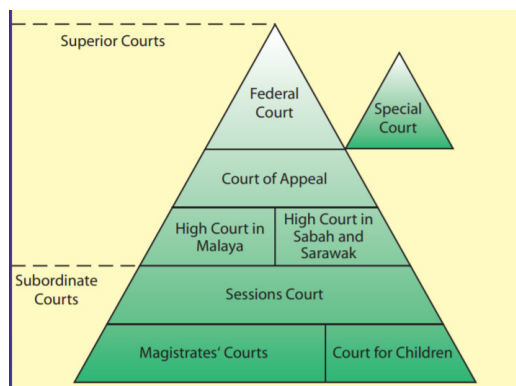 Superior Courts
Federal
Court
Special
Court
Court of Appeal
High Court in
Malaya
High Court in
Sabah and
Sarawak
Subordinate
Courts
Sessions Court
Magistrates‘ Courts
Court for Children